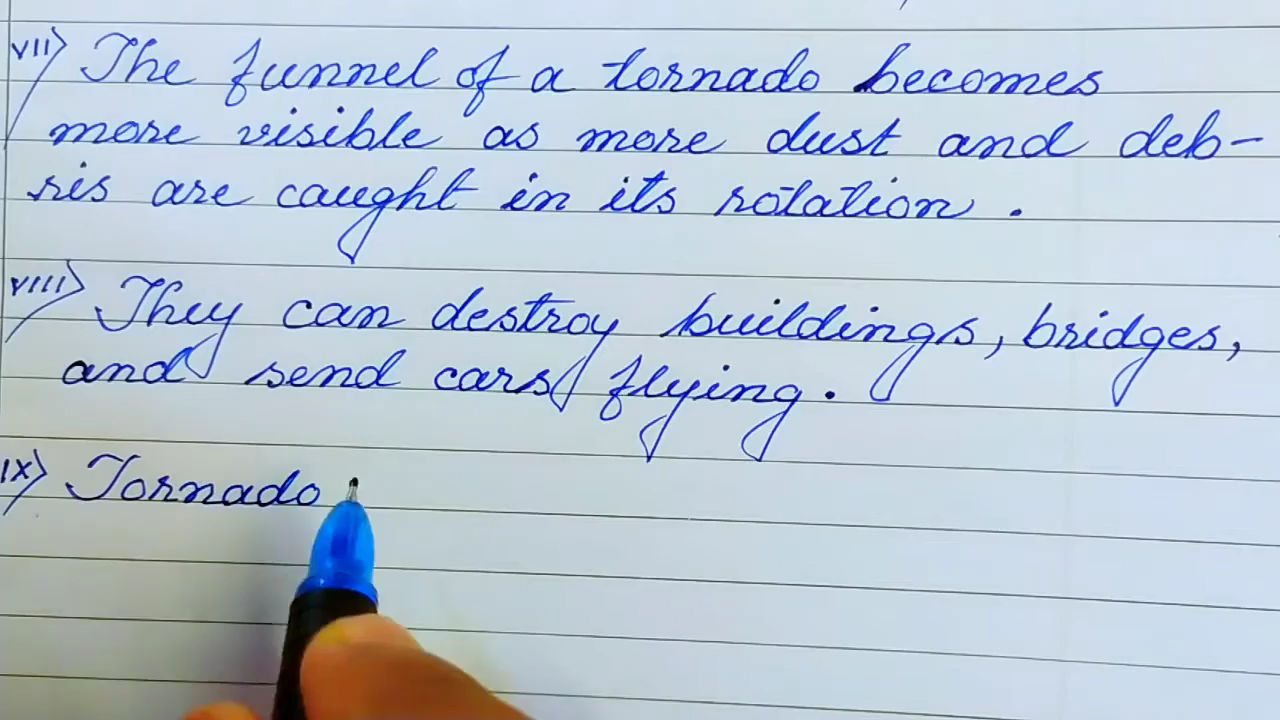 vii) The funnel of a tornado becomes
more visible as more dust and deb-
ris are caught in its rotation.
viii) They can destroy buildings, bridges,
and send cars flying.
ix) Tornado